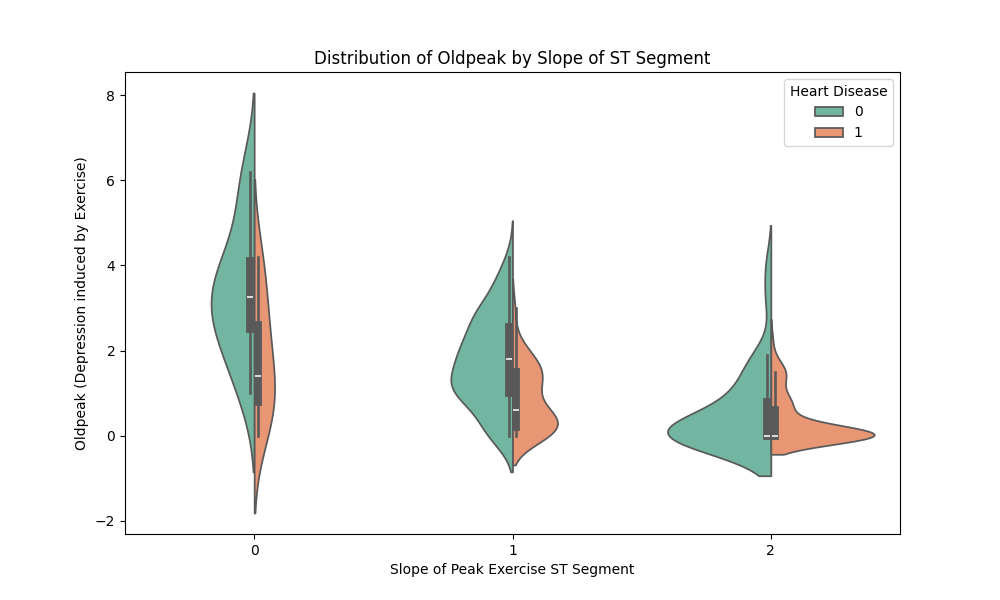 Distribution of Oldpeak by Slope of ST Segment
Heart Disease
0
1
8
6
4
2
0
−2
Oldpeak (Depression induced by Exercise)
0
1
2
Slope of Peak Exercise ST Segment